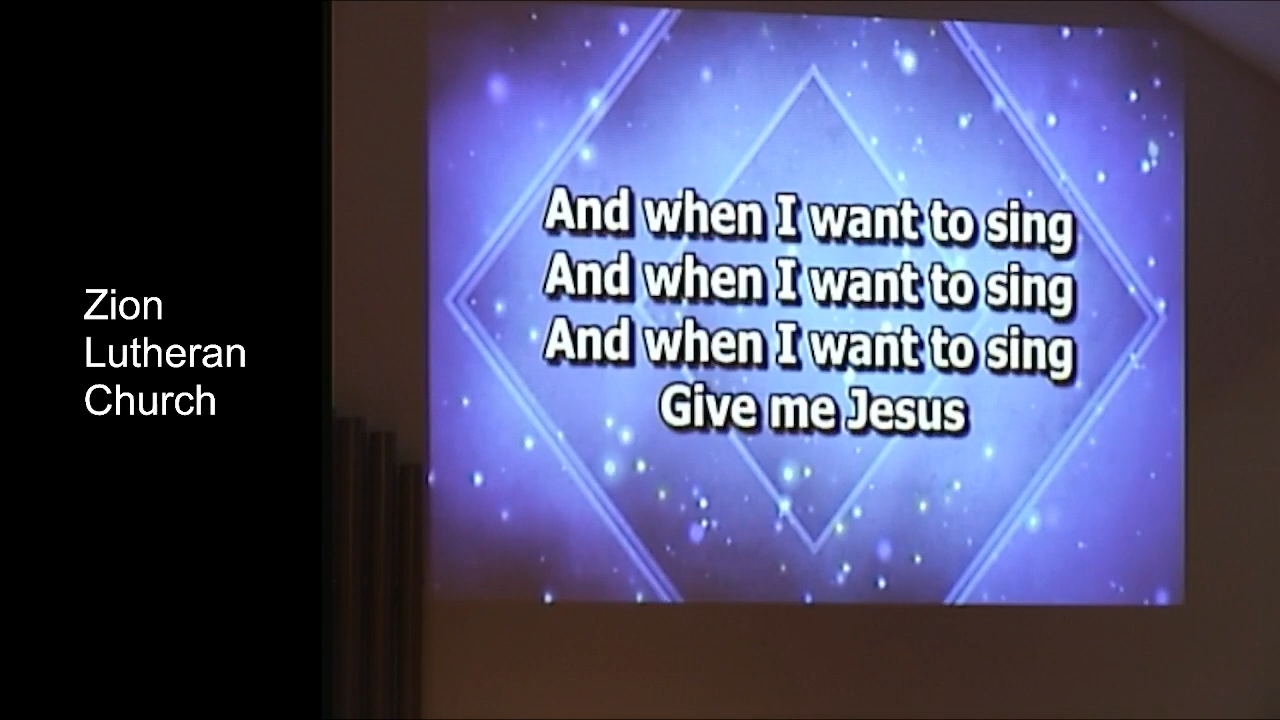 Zion
Lutheran
Church
And when I want to sing
And when I want to sing
And when I want to sing
Give me Jesus